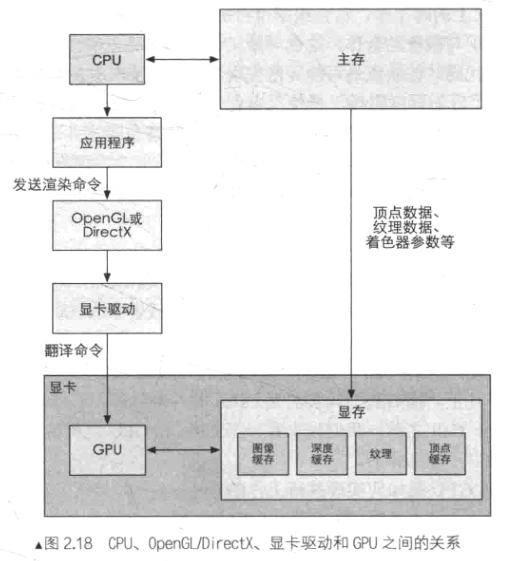 CPU
主存
应用程序
发送渲染命令
OpenGL或
DirectX
顶点数据、
纹理数据、
着色器参数等
显卡驱动
翻译命令
显卡
显存
GPU
图像
缓存
深度
缓存
纹理
顶点
缓存
▲图 2.18 CPU、OpenGL/DirectX、显卡驱动和 GPU 之间的关系